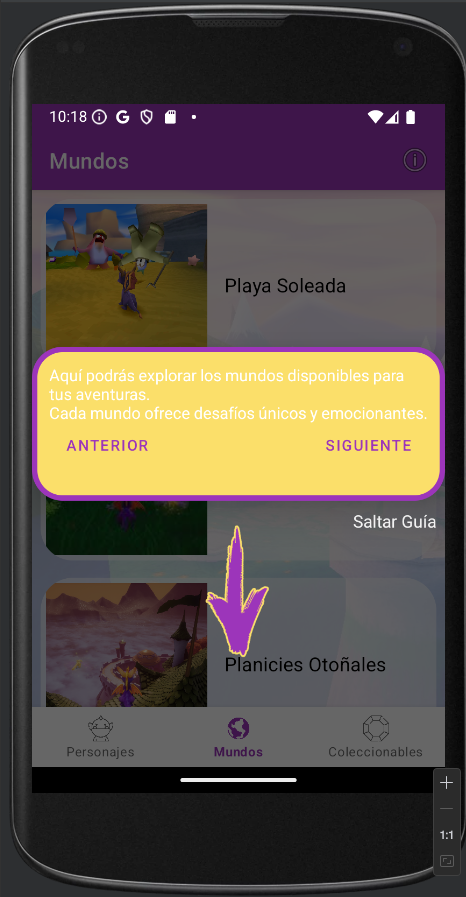 10:18
Mundos
Playa Soleada
Aquí podrás explorar los mundos disponibles para
tus aventuras.
Cada mundo ofrece desafíos únicos y emocionantes.
ANTERIOR SIGUIENTE
Saltar Guía
Planicies Otoñales
Personajes Mundos Coleccionables
1:1